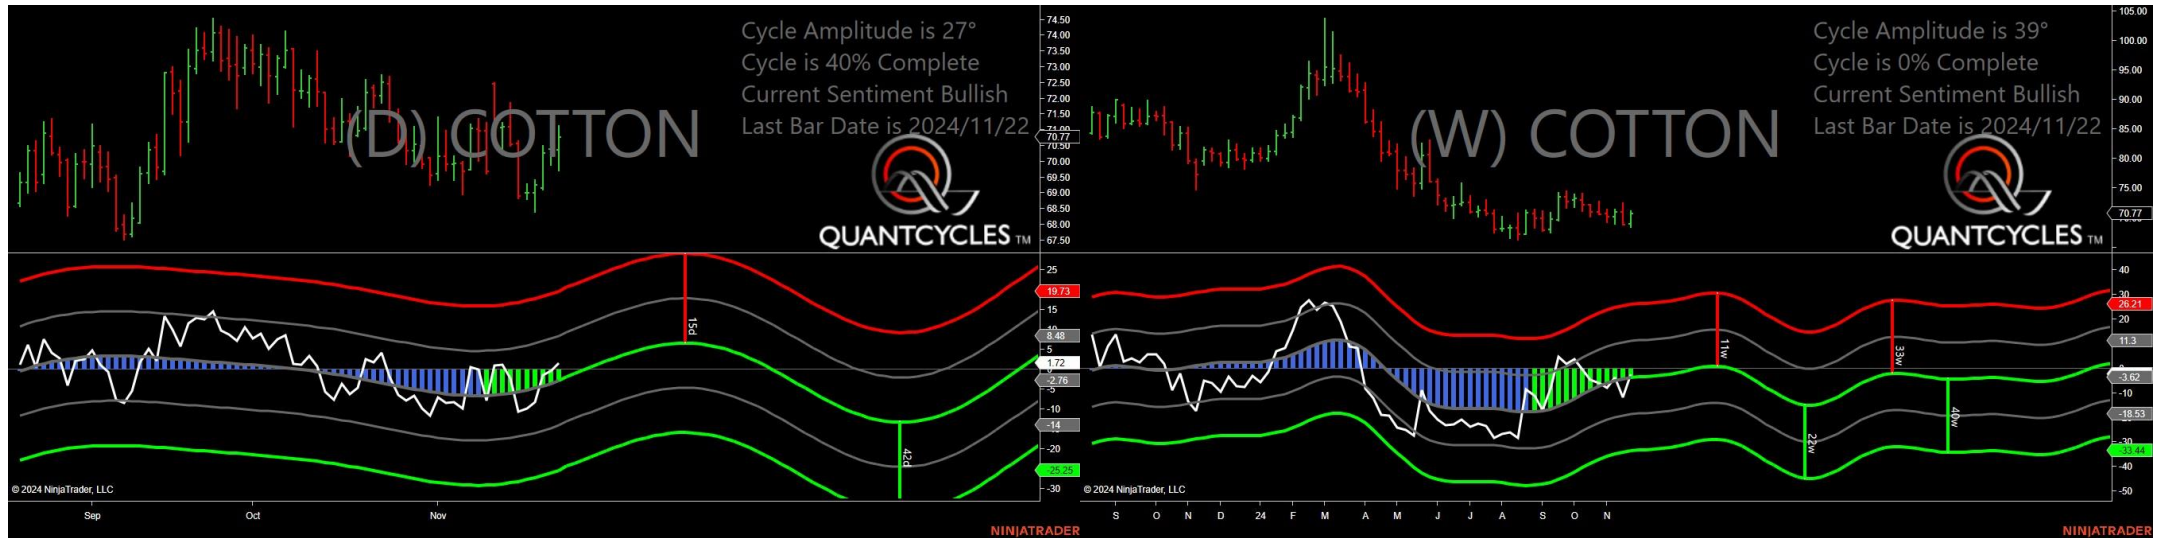 Cycle Amplitude is 27°
Cycle is 40% Complete
Current Sentiment Bullish
Last Bar Date is 2024/11/22
(D) COTTON
QUANTCYCLES TM
74.50
74.00
73.50
73.00
72.50
72.00
71.50
71.00
70.77
70.50
70.00
69.50
69.00
68.50
68.00
67.50
25
19.73
15
8.48
5
1.72
-2.76
-5
-10
-14
-20
-25.25
-30
15d
42d
© 2024 NinjaTrader, LLC
Sep Oct Nov
NINJATRADER
Cycle Amplitude is 39°
Cycle is 0% Complete
Current Sentiment Bullish
Last Bar Date is 2024/11/22
(W) COTTON
QUANTCYCLES TM
105.00
100.00
95.00
90.00
85.00
80.00
75.00
70.77
40
30
26.21
20
11.3
-3.62
-10
-18.53
-30
-33.44
-40
-50
11w
22w
33w
40w
© 2024 NinjaTrader, LLC
S O N D 24 F M A M J J A S O N
NINJATRADER